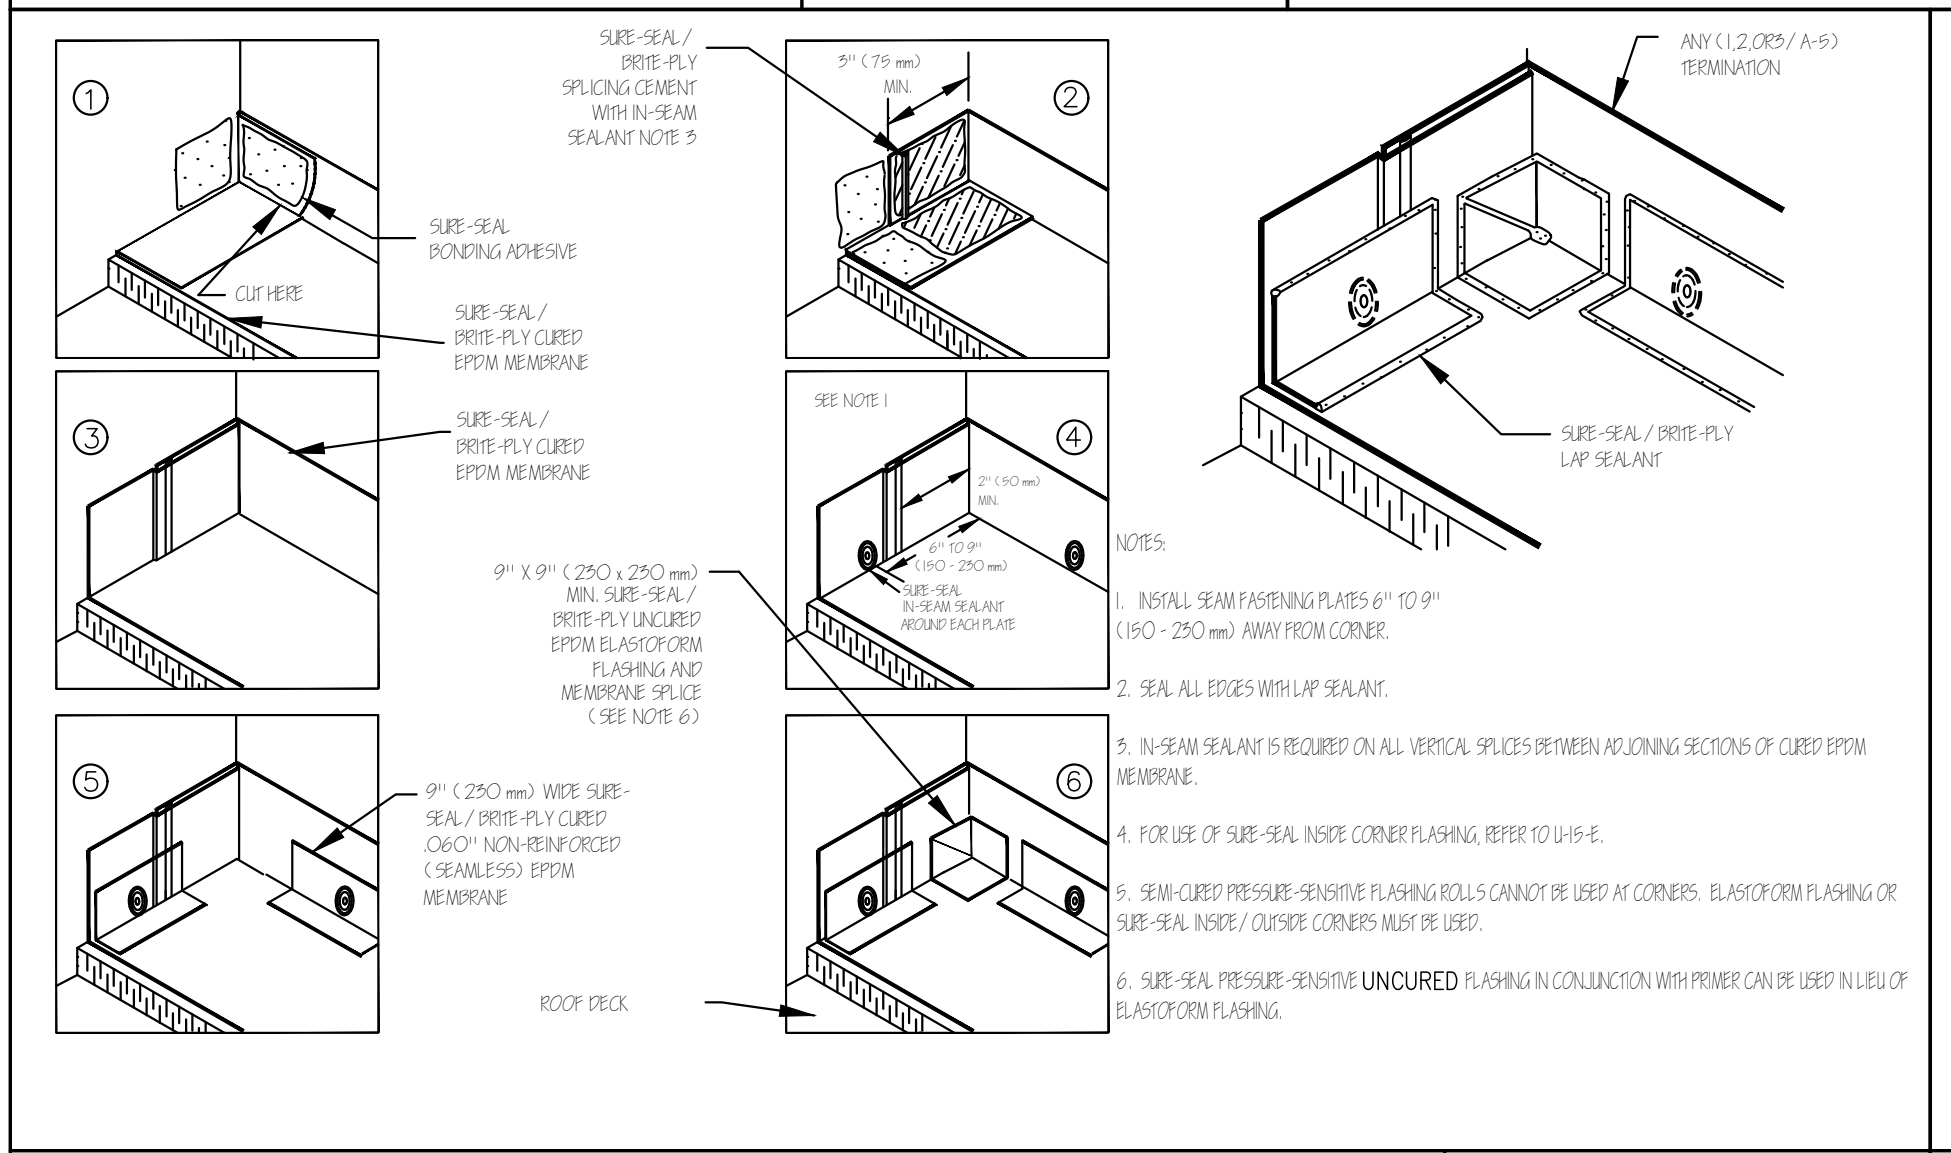 1
SURE-SEAL
BONDING ADHESIVE
CUT HERE
SURE-SEAL/
BRITE-PLY CURED
EPDM MEMBRANE
SURE-SEAL/
BRITE-PLY
SPLICING CEMENT
WITH IN-SEAM
SEALANT NOTE 3
2
3" (75 mm)
MIN.
ANY (1,2,OR3/ A-5)
TERMINATION
SURE-SEAL/ BRITE-PLY
LAP SEALANT
3
SURE-SEAL/
BRITE-PLY CURED
EPDM MEMBRANE
SEE NOTE 1
4
2" (50 mm)
MIN.
6" TO 9"
(150 - 230 mm)
SURE-SEAL
IN-SEAM SEALANT
AROUND EACH PLATE
9" X 9" (230 x 230 mm)
MIN. SURE-SEAL/
BRITE-PLY UNCURED
EPDM ELASTOFORM
FLASHING AND
MEMBRANE SPLICE
(SEE NOTE 6)
5
9" (230 mm) WIDE SURE-
SEAL/ BRITE-PLY CURED
.060" NON-REINFORCED
(SEAMLESS) EPDM
MEMBRANE
6
ROOF DECK
NOTES:
1. INSTALL SEAM FASTENING PLATES 6" TO 9"
(150 - 230 mm) AWAY FROM CORNER.
2. SEAL ALL EDGES WITH LAP SEALANT.
3. IN-SEAM SEALANT IS REQUIRED ON ALL VERTICAL SPLICES BETWEEN ADJOINING SECTIONS OF CURED EPDM
MEMBRANE.
4. FOR USE OF SURE-SEAL INSIDE CORNER FLASHING, REFER TO U-15-E.
5. SEMI-CURED PRESSURE-SENSITIVE FLASHING ROLLS CANNOT BE USED AT CORNERS. ELASTOFORM FLASHING OR
SURE-SEAL INSIDE/ OUTSIDE CORNERS MUST BE USED.
6. SURE-SEAL PRESSURE-SENSITIVE UNCURED FLASHING IN CONJUNCTION WITH PRIMER CAN BE USED IN LIEU OF
ELASTOFORM FLASHING.